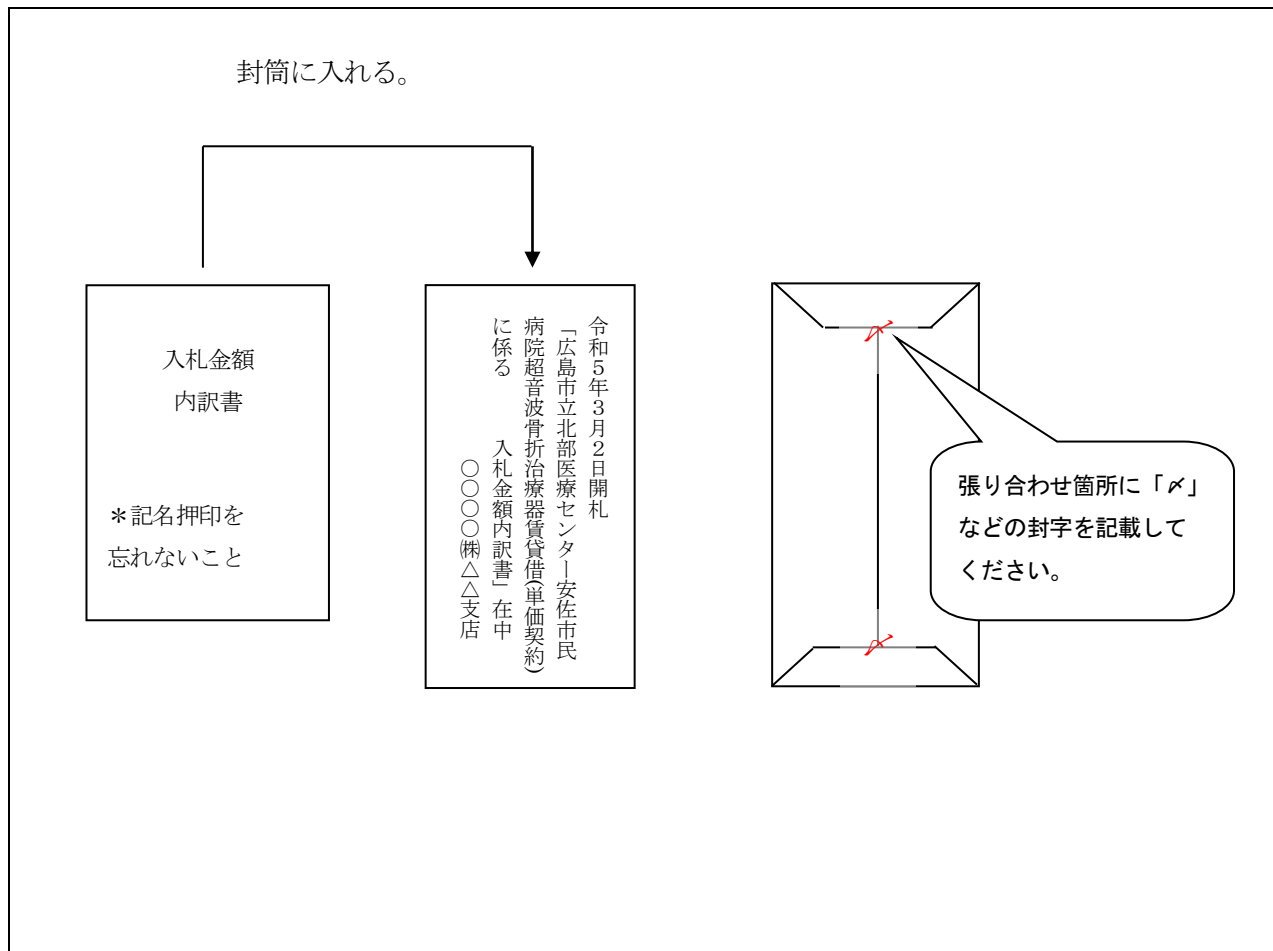 封筒に入れる。
入札金額
内訳書
＊記名押印を
忘れないこと
令和５年３月２日開札
「広島市立北部医療センター安佐市民
病院超音波骨折治療器賃貸借(単価契約)
に係る　　　入札金額内訳書」在中
○○○○㈱△△支店
〆
張り合わせ箇所に「〆」
などの封字を記載して
ください。
〆